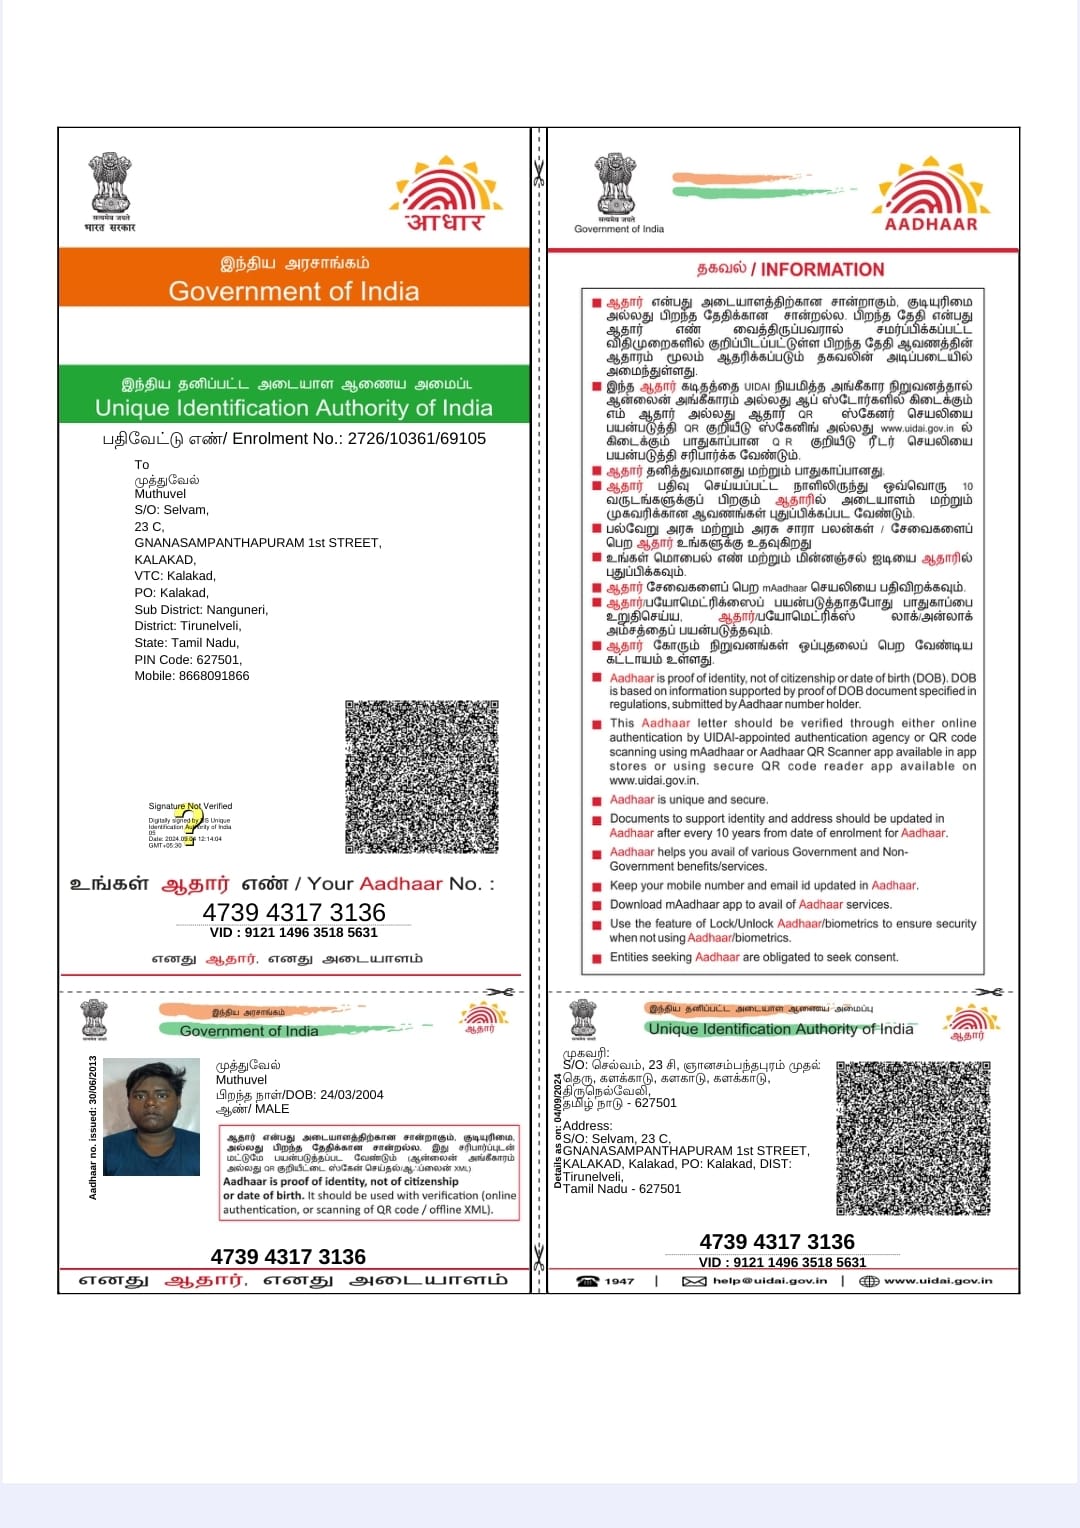 सत्यमेव जयते
भारत सरकार
आधार
இந்திய அரசாங்கம்
Government of India
இந்திய தனிப்பட்ட அடையாள ஆணைய அமைப்பு
Unique Identification Authority of India
பதிவேட்டு எண்/ Enrolment No.: 2726/10361/69105
To
முத்துவேல்
Muthuvel
S/O: Selvam,
23 C,
GNANASAMPANTHAPURAM 1st STREET,
KALAKAD,
VTC: Kalakad,
PO: Kalakad,
Sub District: Nanguneri,
District: Tirunelveli,
State: Tamil Nadu,
PIN Code: 627501,
Mobile: 8668091866
Signature Not Verified
Digitally signed by DS Unique
Identification Authority of India
05
Date: 2024.09.04 12:14:04
GMT+05:30
உங்கள் ஆதார் எண் / Your Aadhaar No. :
4739 4317 3136
VID : 9121 1496 3518 5631
எனது ஆதார், எனது அடையாளம்
सत्यमेव जयते
Government of India
AADHAAR
தகவல் / INFORMATION
ஆதார் என்பது அடையாளத்திற்கான சான்றாகும், குடியுரிமை
அல்லது பிறந்த தேதிக்கான சான்றல்ல. பிறந்த தேதி என்பது
ஆதார் எண் வைத்திருப்பவரால் சமர்ப்பிக்கப்பட்ட
விதிமுறைகளில் குறிப்பிடப்பட்டுள்ள பிறந்த தேதி ஆவணத்தின்
ஆதாரம் மூலம் ஆதரிக்கப்படும் தகவலின் அடிப்படையில்
அமைந்துள்ளது.
இந்த ஆதார் கடிதத்தை UIDAI நியமித்த அங்கீகார நிறுவனத்தால்
ஆன்லைன் அங்கீகாரம் அல்லது ஆப் ஸ்டோர்களில் கிடைக்கும்
எம் ஆதார் அல்லது ஆதார் QR ஸ்கேனர் செயலியை
பயன்படுத்தி QR குறியீடு ஸ்கேனிங் அல்லது www.uidai.gov.in ல்
கிடைக்கும் பாதுகாப்பான Q R குறியீடு ரீடர் செயலியை
பயன்படுத்தி சரிபார்க்க வேண்டும்.
ஆதார் தனித்துவமானது மற்றும் பாதுகாப்பானது.
ஆதார் பதிவு செய்யப்பட்ட நாளிலிருந்து ஒவ்வொரு 10
வருடங்களுக்குப் பிறகும் ஆதாரில் அடையாளம் மற்றும்
முகவரிக்கான ஆவணங்கள் புதுப்பிக்கப்பட வேண்டும்.
பல்வேறு அரசு மற்றும் அரசு சாரா பலன்கள் / சேவைகளைப்
பெற ஆதார் உங்களுக்கு உதவுகிறது
உங்கள் மொபைல் எண் மற்றும் மின்னஞ்சல் ஐடியை ஆதாரில்
புதுப்பிக்கவும்.
ஆதார் சேவைகளைப் பெற mAadhaar செயலியை பதிவிறக்கவும்.
ஆதார்/பயோமெட்ரிக்ஸைப் பயன்படுத்தாதபோது பாதுகாப்பை
உறுதிசெய்ய, ஆதார்/பயோமெட்ரிக்ஸ் லாக்/அன்லாக்
அம்சத்தைப் பயன்படுத்தவும்.
ஆதார் கோரும் நிறுவனங்கள் ஒப்புதலைப் பெற வேண்டிய
கட்டாயம் உள்ளது.
Aadhaar is proof of identity, not of citizenship or date of birth (DOB). DOB
is based on information supported by proof of DOB document specified in
regulations, submitted by Aadhaar number holder.
This Aadhaar letter should be verified through either online
authentication by UIDAI-appointed authentication agency or QR code
scanning using mAadhaar or Aadhaar QR Scanner app available in app
stores or using secure QR code reader app available on
www.uidai.gov.in.
Aadhaar is unique and secure.
Documents to support identity and address should be updated in
Aadhaar after every 10 years from date of enrolment for Aadhaar.
Aadhaar helps you avail of various Government and Non-
Government benefits/services.
Keep your mobile number and email id updated in Aadhaar.
Download mAadhaar app to avail of Aadhaar services.
Use the feature of Lock/Unlock Aadhaar/biometrics to ensure security
when not using Aadhaar/biometrics.
Entities seeking Aadhaar are obligated to seek consent.
இந்திய அரசாங்கம்
Government of India
ஆதார்
Aadhaar no. issued: 30/06/2013
முத்துவேல்
Muthuvel
பிறந்த நாள்/DOB: 24/03/2004
ஆண்/ MALE
ஆதார் என்பது அடையாளத்திற்கான சான்றாகும், குடியுரிமை,
அல்லது பிறந்த தேதிக்கான சான்றல்ல. இது சரிபார்ப்புடன்
மட்டுமே பயன்படுத்தப்பட வேண்டும் (ஆன்லைன் அங்கீகாரம்
அல்லது QR குறியீட்டை ஸ்கேன் செய்தல்/ஆஃப்லைன் XML)
Aadhaar is proof of identity, not of citizenship
or date of birth. It should be used with verification (online
authentication, or scanning of QR code / offline XML).
4739 4317 3136
எனது ஆதார், எனது அடையாளம்
இந்திய தனிப்பட்ட அடையாள ஆணைய அமைப்பு
Unique Identification Authority of India
ஆதார்
Details as on: 04/09/2024
முகவரி:
S/O: செல்வம், 23 சி, ஞானசம்பந்தபுரம் முதல்
தெரு, களக்காடு, களகாடு, களக்காடு,
திருநெல்வேலி,
தமிழ் நாடு - 627501
Address:
S/O: Selvam, 23 C,
GNANASAMPANTHAPURAM 1st STREET,
KALAKAD, Kalakad, PO: Kalakad, DIST:
Tirunelveli,
Tamil Nadu - 627501
4739 4317 3136
VID : 9121 1496 3518 5631
1947 | help@uidai.gov.in | www.uidai.gov.in